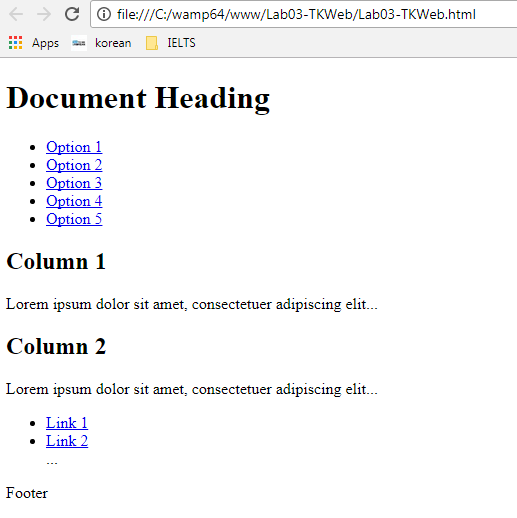 file:///C:/wamp64/www/Lab03-TKWeb/Lab03-TKWeb.html
Apps korean IELTS
Document Heading
Option 1
Option 2
Option 3
Option 4
Option 5
Column 1
Lorem ipsum dolor sit amet, consectetuer adipiscing elit...
Column 2
Lorem ipsum dolor sit amet, consectetuer adipiscing elit...
Link 1
Link 2
...
Footer